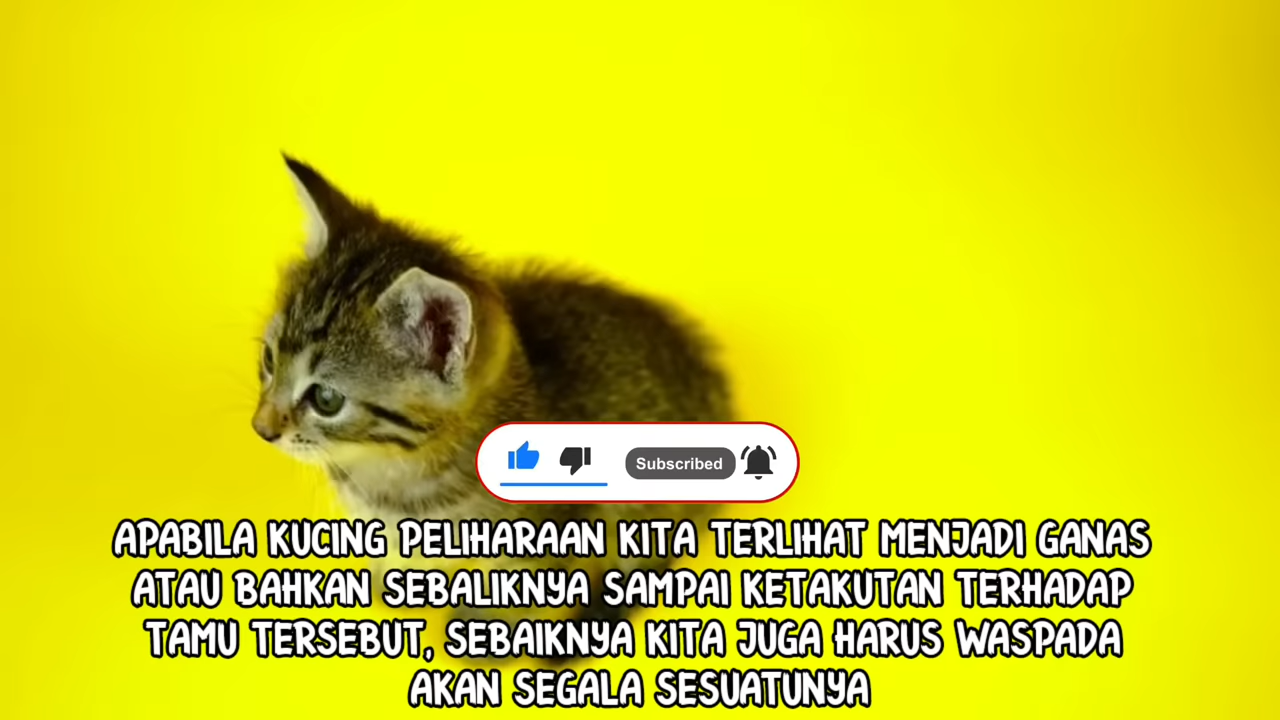 Subscribed
APABILA KUCING PELIHARAAN KITA TERLIHAT MENJADI GANAS
ATAU BAHKAN SEBALIKNYA SAMPAI KETAKUTAN TERHADAP
TAMU TERSEBUT, SEBAIKNYA KITA JUGA HARUS WASPADA
AKAN SEGALA SESUATUNYA